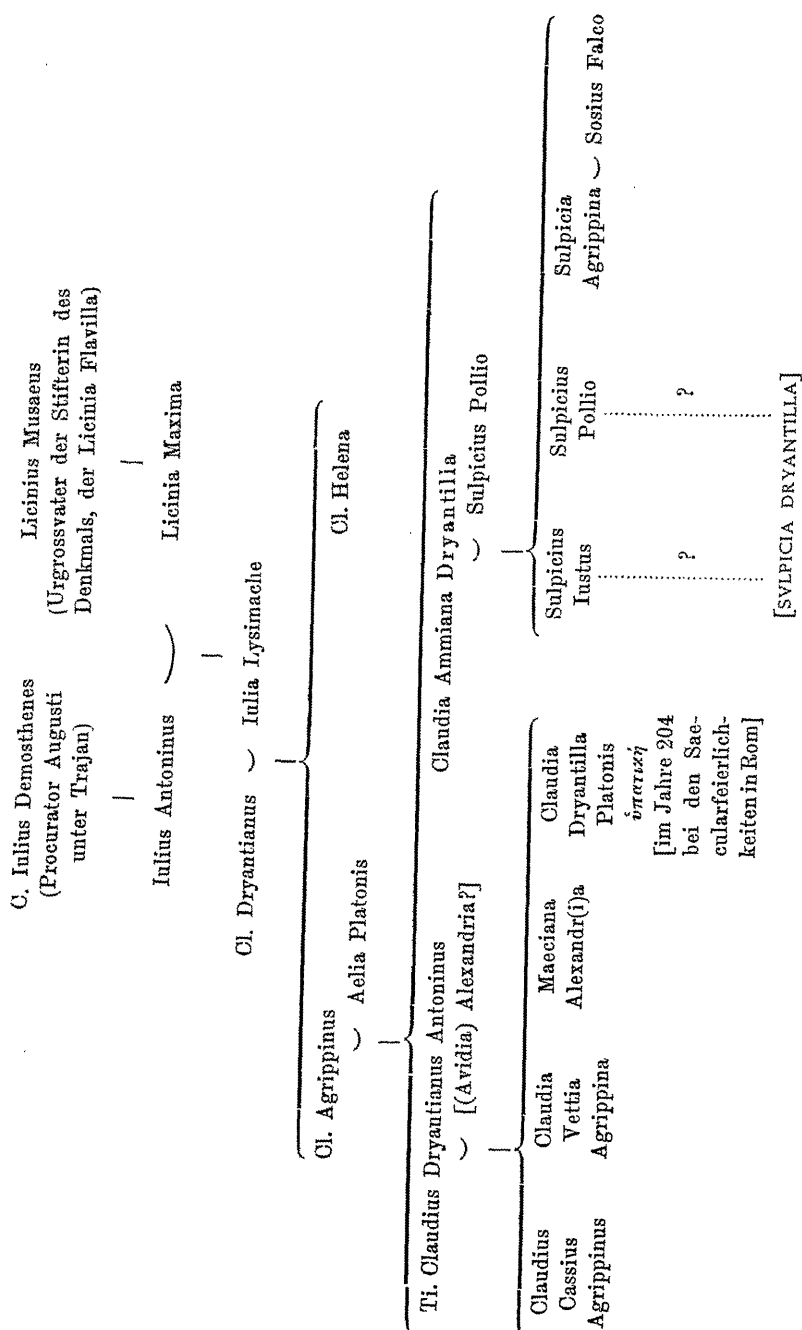 C. Iulius Demosthenes
(Procurator Augusti
unter Trajan)
Licinius Musaeus
(Urgrossvater der Stifterin des
Denkmals, der Licinia Flavilla)
Iulius Antoninus
Licinia Maxima
Cl. Dryantianus ⏝ Iulia Lysimache
Cl. Agrippinus
⏝ Aelia Platonis
Cl. Helena
Ti. Claudius Dryantianus Antoninus
⏝ [(Avidia) Alexandria?]
Claudia Ammiana Dryantilla
⏝ Sulpicius Pollio
Claudius
Cassius
Agrippinus
Claudia
Vettia
Agrippina
Maeciana
Alexandr(i)a
Claudia
Dryantilla
Platonis
ὑπατική
[im Jahre 204
bei den Sae-
cularfeierlich-
keiten in Rom]
Sulpicius
Iustus
Sulpicius
Pollio
Sulpicia
Agrippina ⏝ Sosius Falco
?
?
[SVLPICIA DRYANTILLA]